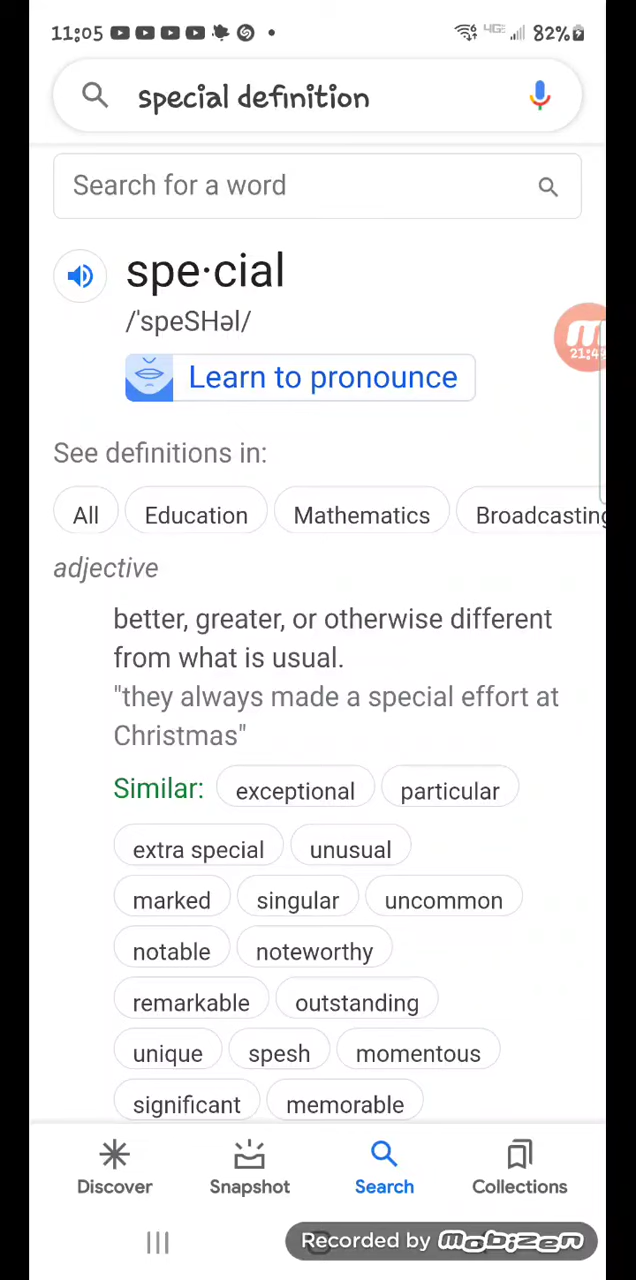 11:05 82%
special definition
Search for a word
spe·cial
/ˈspeSHəl/
Learn to pronounce
See definitions in:
All Education Mathematics Broadcasting
adjective
better, greater, or otherwise different
from what is usual.
"they always made a special effort at
Christmas"
Similar: exceptional particular
extra special unusual
marked singular uncommon
notable noteworthy
remarkable outstanding
unique spesh momentous
significant memorable
Discover Snapshot Search Collections
Recorded by mobizen